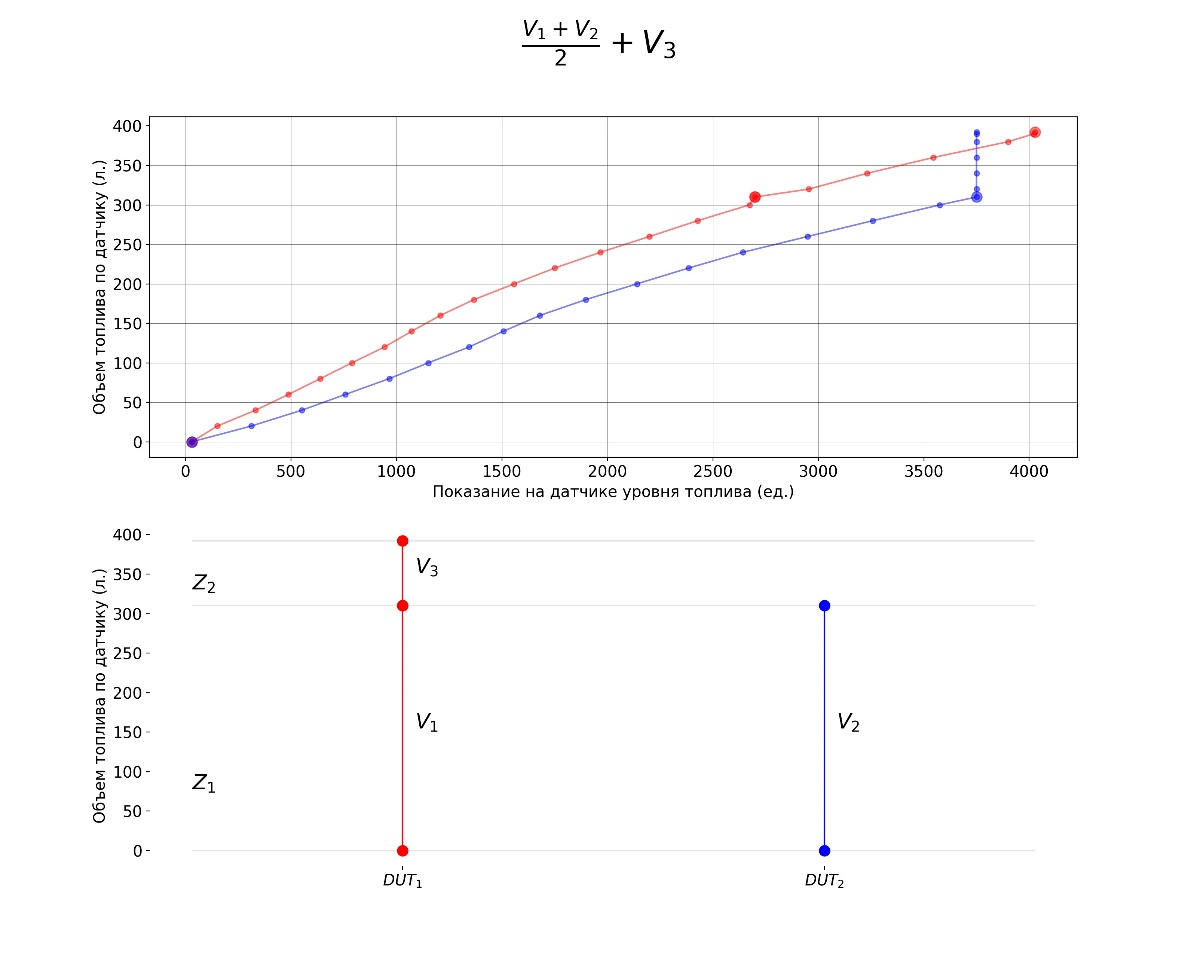 V₁ + V₂
2
+ V₃
400
350
300
250
200
150
100
50
0
Объем топлива по датчику (л.)
0 500 1000 1500 2000 2500 3000 3500 4000
Показание на датчике уровня топлива (ед.)
400
350
300
250
200
150
100
50
0
Объем топлива по датчику (л.)
V₃
Z₂
V₁
V₂
Z₁
DUT₁ DUT₂